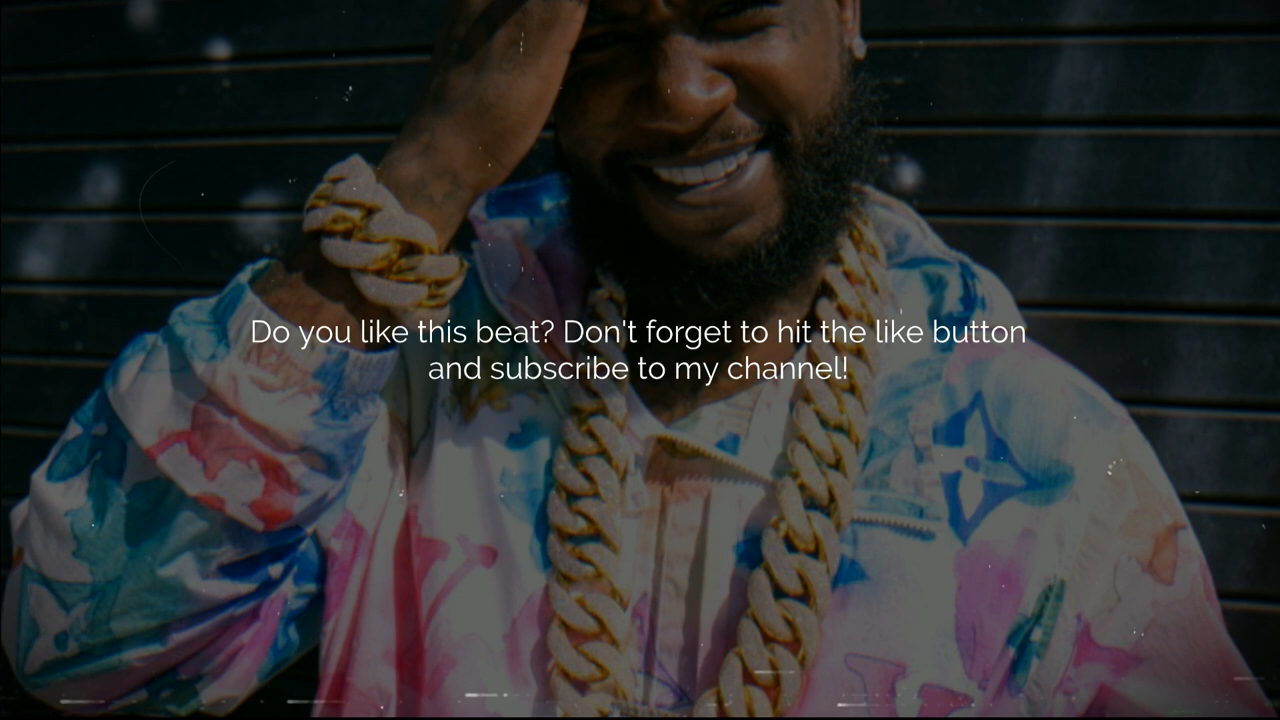 Do you like this beat? Don't forget to hit the like button
and subscribe to my channel!